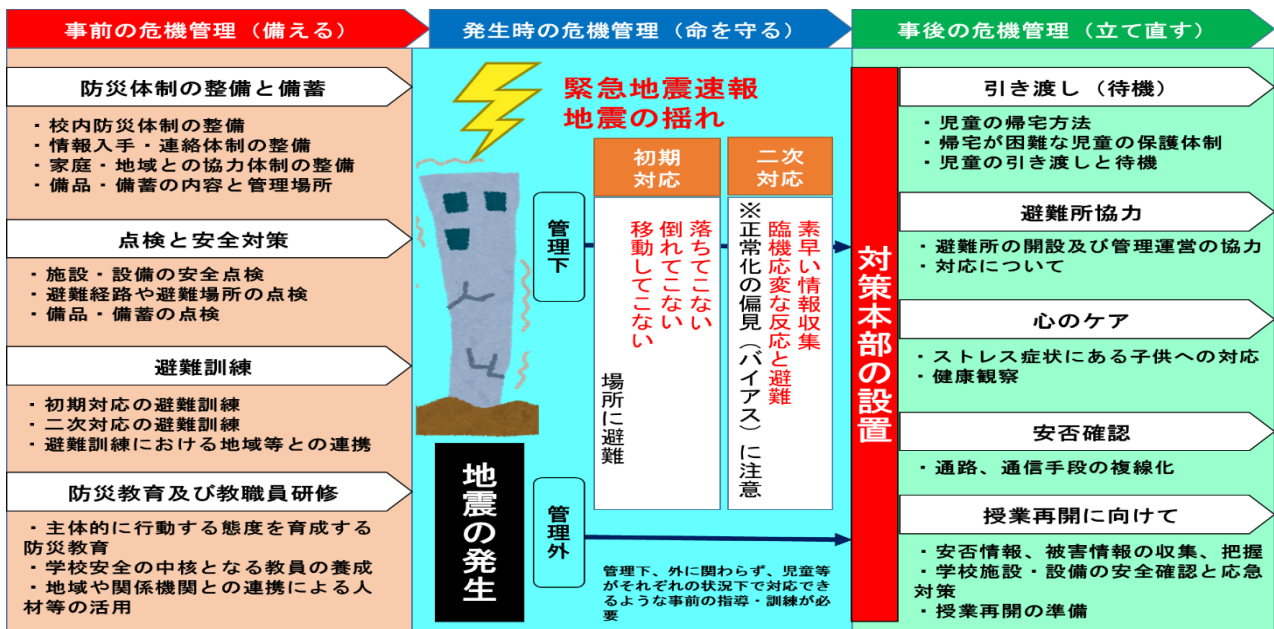 事前の危機管理（備える）
発生時の危機管理（命を守る）
事後の危機管理（立て直す）
防災体制の整備と備蓄
・校内防災体制の整備
・情報入手・連絡体制の整備
・家庭・地域との協力体制の整備
・備品・備蓄の内容と管理場所
点検と安全対策
・施設・設備の安全点検
・避難経路や避難場所の点検
・備品・備蓄の点検
避難訓練
・初期対応の避難訓練
・二次対応の避難訓練
・避難訓練における地域等との連携
防災教育及び教職員研修
・主体的に行動する態度を育成する
防災教育
・学校安全の中核となる教員の養成
・地域や関係機関との連携による人
材等の活用
緊急地震速報
地震の揺れ
地震の発生
管理下
管理外
初期
対応
落ちてこない
倒れてこない
移動してこない
場所に避難
二次
対応
素早い情報収集
臨機応変な反応と避難
※正常化の偏見（バイアス）に注意
管理下、外に関わらず、児童等
がそれぞれの状況下で対応でき
るような事前の指導・訓練が必
要
対策本部の設置
引き渡し（待機）
・児童の帰宅方法
・帰宅が困難な児童の保護体制
・児童の引き渡しと待機
避難所協力
・避難所の開設及び管理運営の協力
・対応について
心のケア
・ストレス症状にある子供への対応
・健康観察
安否確認
・通路、通信手段の複線化
授業再開に向けて
・安否情報、被害情報の収集、把握
・学校施設・設備の安全確認と応急
対策
・授業再開の準備